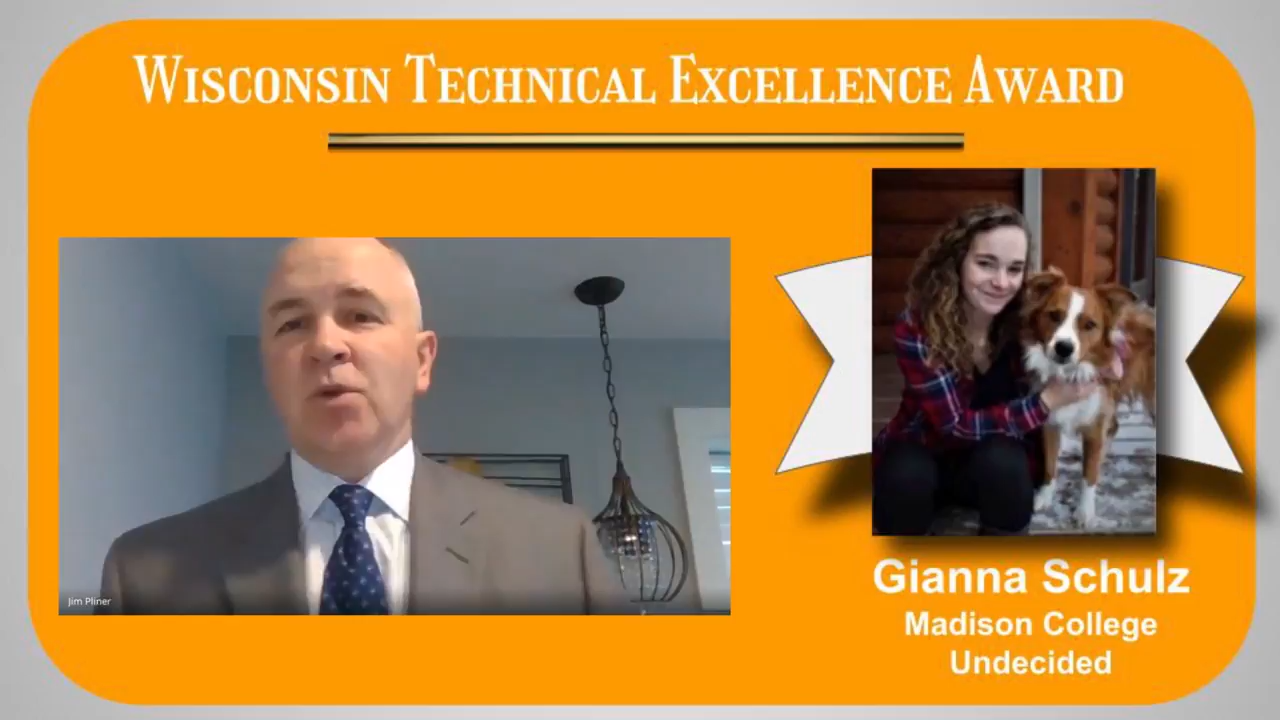 Wisconsin Technical Excellence Award
Jim Pliner
Gianna Schulz
Madison College
Undecided